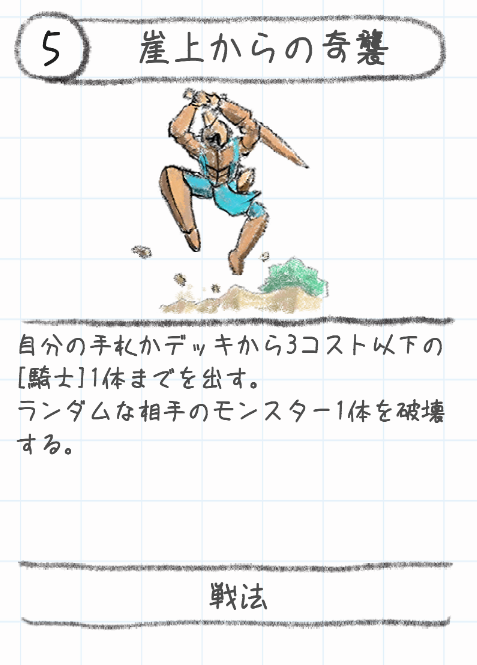 5
崖上からの奇襲
自分の手札かデッキから3コスト以下の
[騎士]1体までを出す。
ランダムな相手のモンスター1体を破壊
する。
戦法